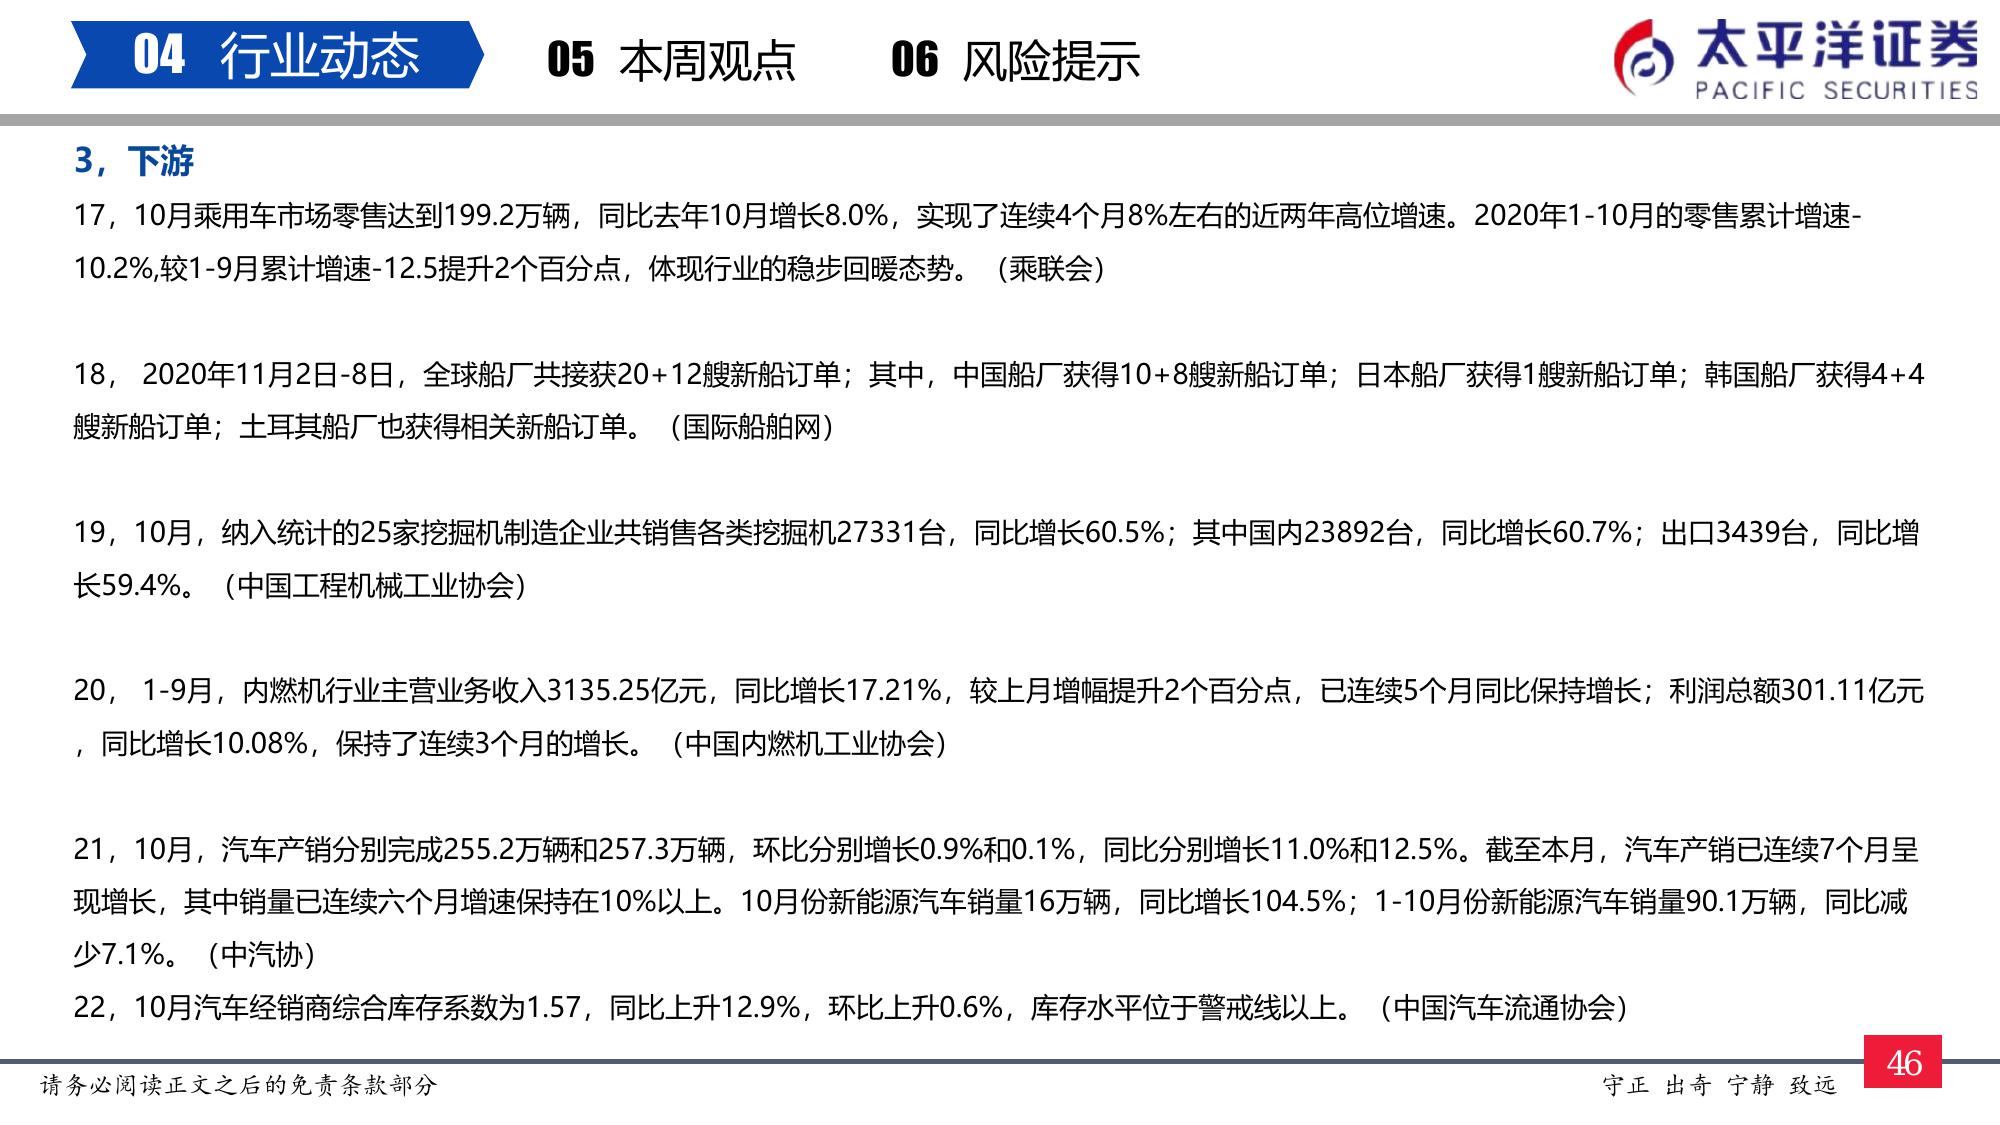 04 行业动态 05 本周观点 06 风险提示
太平洋证券
PACIFIC SECURITIES
3，下游
17，10月乘用车市场零售达到199.2万辆，同比去年10月增长8.0%，实现了连续4个月8%左右的近两年高位增速。2020年1-10月的零售累计增速-
10.2%,较1-9月累计增速-12.5提升2个百分点，体现行业的稳步回暖态势。（乘联会）
18， 2020年11月2日-8日，全球船厂共接获20+12艘新船订单；其中，中国船厂获得10+8艘新船订单；日本船厂获得1艘新船订单；韩国船厂获得4+4
艘新船订单；土耳其船厂也获得相关新船订单。（国际船舶网）
19，10月，纳入统计的25家挖掘机制造企业共销售各类挖掘机27331台，同比增长60.5%；其中国内23892台，同比增长60.7%；出口3439台，同比增
长59.4%。（中国工程机械工业协会）
20， 1-9月，内燃机行业主营业务收入3135.25亿元，同比增长17.21%，较上月增幅提升2个百分点，已连续5个月同比保持增长；利润总额301.11亿元
，同比增长10.08%，保持了连续3个月的增长。（中国内燃机工业协会）
21，10月，汽车产销分别完成255.2万辆和257.3万辆，环比分别增长0.9%和0.1%，同比分别增长11.0%和12.5%。截至本月，汽车产销已连续7个月呈
现增长，其中销量已连续六个月增速保持在10%以上。10月份新能源汽车销量16万辆，同比增长104.5%；1-10月份新能源汽车销量90.1万辆，同比减
少7.1%。（中汽协）
22，10月汽车经销商综合库存系数为1.57，同比上升12.9%，环比上升0.6%，库存水平位于警戒线以上。（中国汽车流通协会）
请务必阅读正文之后的免责条款部分
守正 出奇 宁静 致远
46